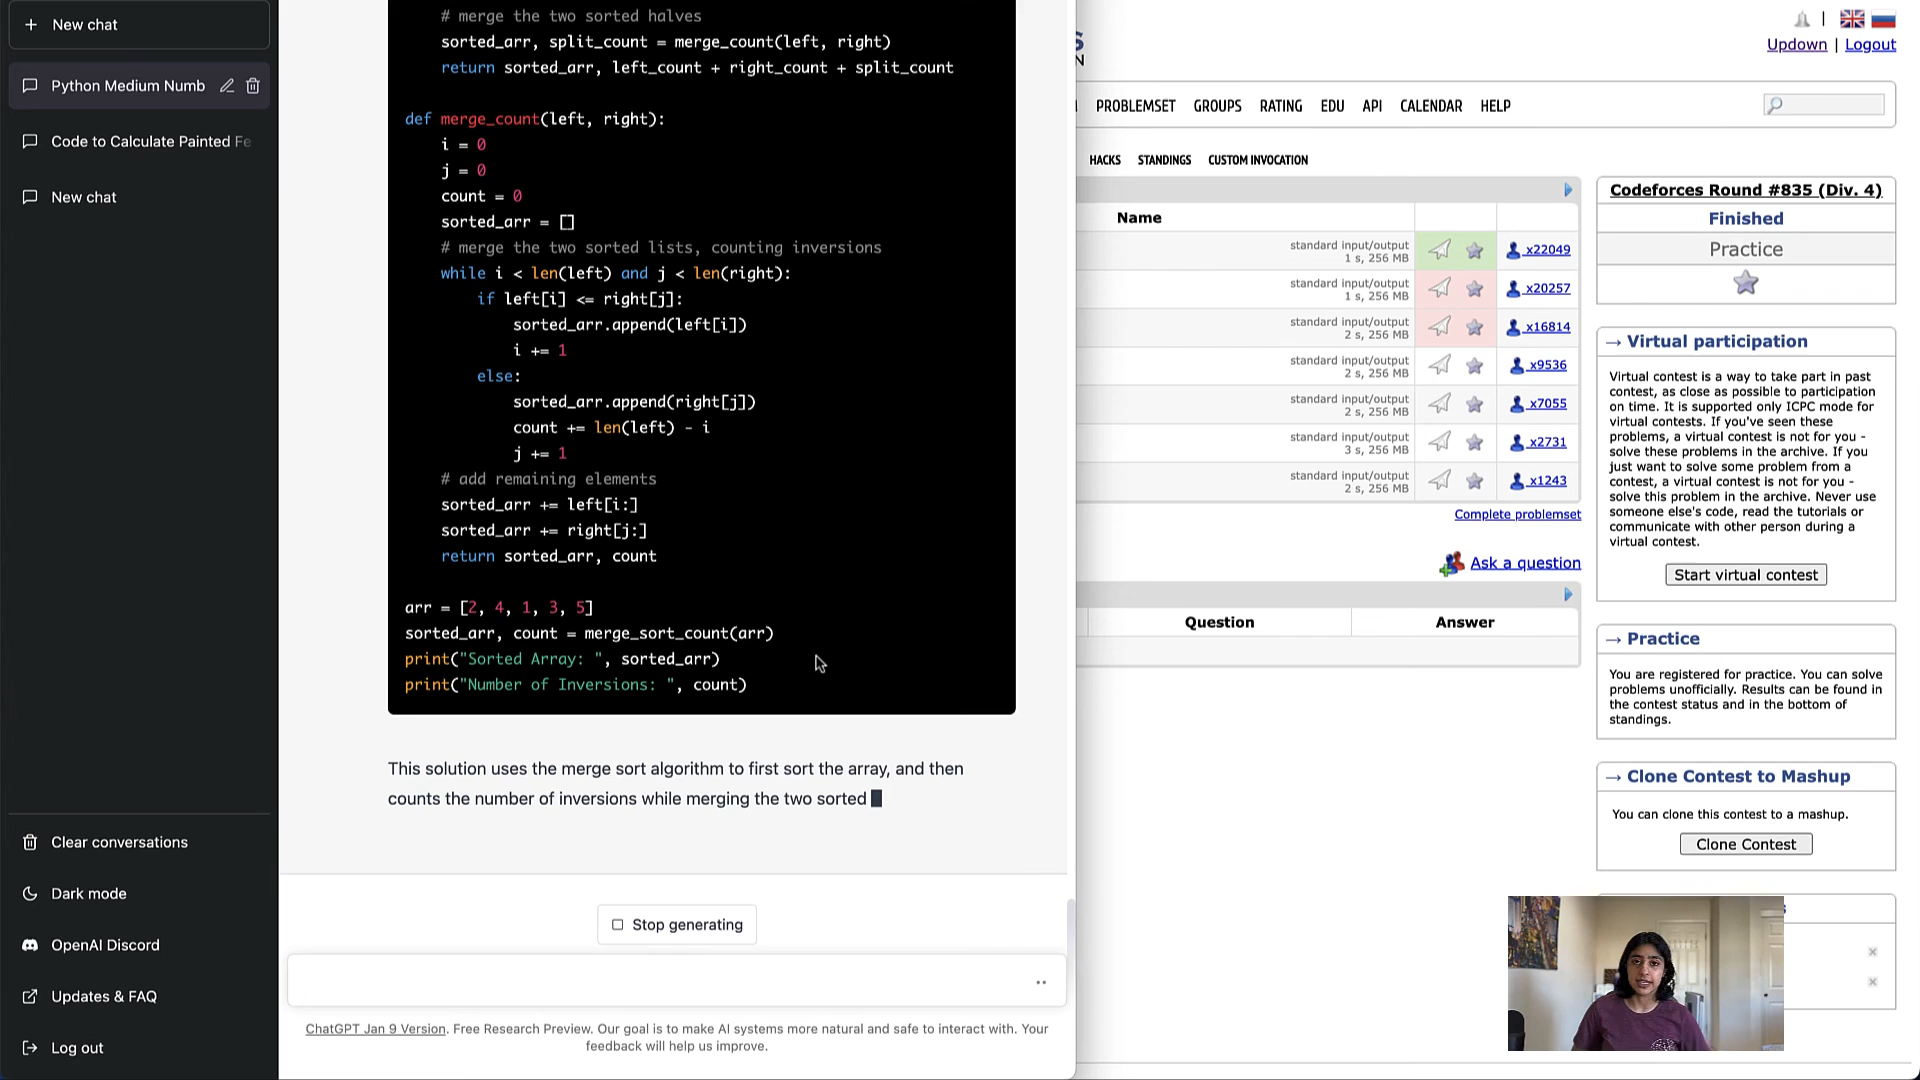 New chat
Python Medium Numb
Code to Calculate Painted Fe
New chat
Clear conversations
Dark mode
OpenAI Discord
Updates & FAQ
Log out
# merge the two sorted halves
sorted_arr, split_count = merge_count(left, right)
return sorted_arr, left_count + right_count + split_count
def merge_count(left, right):
i = 0
j = 0
count = 0
sorted_arr = []
# merge the two sorted lists, counting inversions
while i < len(left) and j < len(right):
if left[i] <= right[j]:
sorted_arr.append(left[i])
i += 1
else:
sorted_arr.append(right[j])
count += len(left) - i
j += 1
# add remaining elements
sorted_arr += left[i:]
sorted_arr += right[j:]
return sorted_arr, count
arr = [2, 4, 1, 3, 5]
sorted_arr, count = merge_sort_count(arr)
print("Sorted Array: ", sorted_arr)
print("Number of Inversions: ", count)
This solution uses the merge sort algorithm to first sort the array, and then
counts the number of inversions while merging the two sorted
Stop generating
ChatGPT Jan 9 Version. Free Research Preview. Our goal is to make AI systems more natural and safe to interact with. Your
feedback will help us improve.
Updown | Logout
PROBLEMSET GROUPS RATING EDU API CALENDAR HELP
HACKS STANDINGS CUSTOM INVOCATION
Name
standard input/output
1 s, 256 MB
x22049
standard input/output
1 s, 256 MB
x20257
standard input/output
2 s, 256 MB
x16814
standard input/output
2 s, 256 MB
x9536
standard input/output
2 s, 256 MB
x7055
standard input/output
3 s, 256 MB
x2731
standard input/output
2 s, 256 MB
x1243
Complete problemset
Ask a question
Question Answer
Codeforces Round #835 (Div. 4)
Finished
Practice
→ Virtual participation
Virtual contest is a way to take part in past
contest, as close as possible to participation
on time. It is supported only ICPC mode for
virtual contests. If you've seen these
problems, a virtual contest is not for you -
solve these problems in the archive. If you
just want to solve some problem from a
contest, a virtual contest is not for you -
solve this problem in the archive. Never use
someone else's code, read the tutorials or
communicate with other person during a
virtual contest.
Start virtual contest
→ Practice
You are registered for practice. You can solve
problems unofficially. Results can be found in
the contest status and in the bottom of
standings.
→ Clone Contest to Mashup
You can clone this contest to a mashup.
Clone Contest